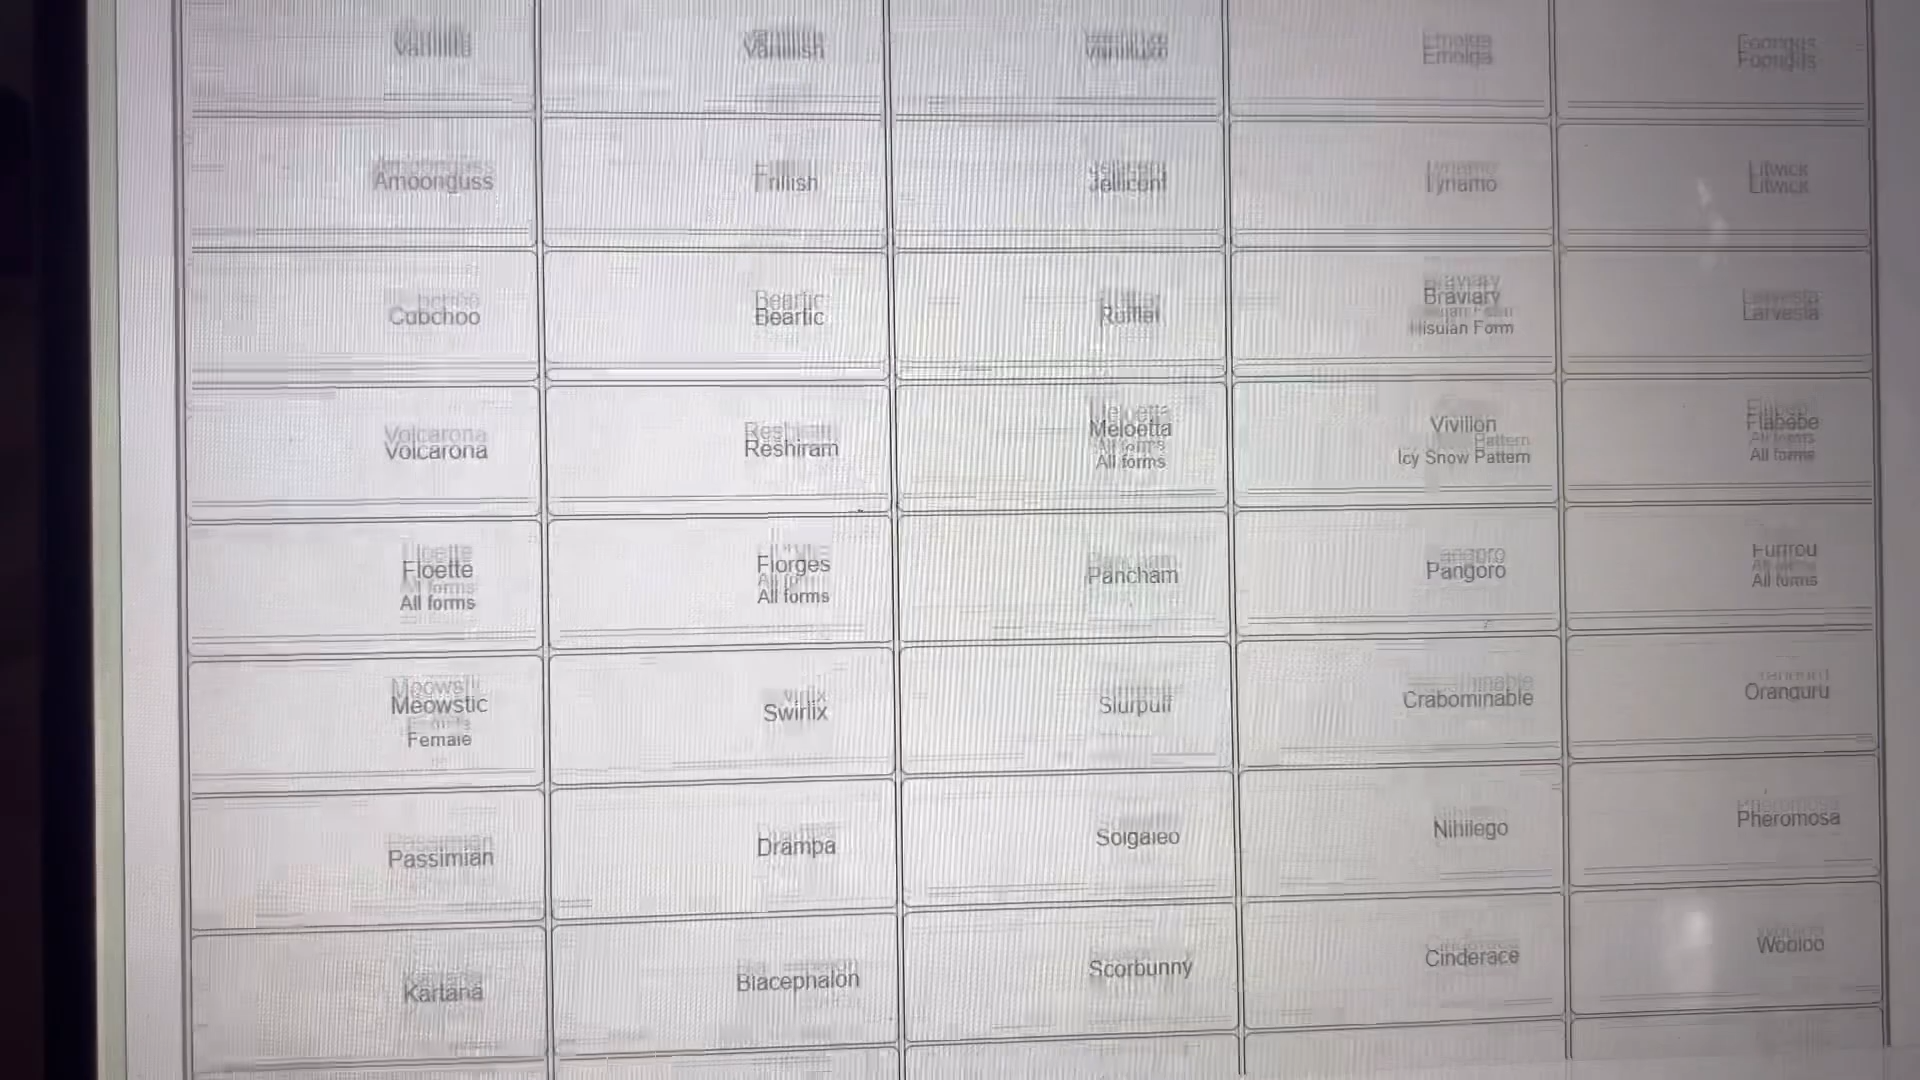 Vanillite
Vanillish
Vanilluxe
Emolga
Foongus
Amoonguss
Frillish
Jellicent
Tynamo
Litwick
Cubchoo
Beartic
Rufflet
Braviary
Hisuian Form
Larvesta
Volcarona
Reshiram
Meloetta
All forms
Vivillon
Icy Snow Pattern
Flabébé
All forms
Floette
All forms
Florges
All forms
Pancham
Pangoro
Furfrou
All forms
Meowstic
Female
Swirlix
Slurpuff
Crabominable
Oranguru
Passimian
Drampa
Solgaleo
Nihilego
Pheromosa
Kartana
Blacephalon
Scorbunny
Cinderace
Wooloo